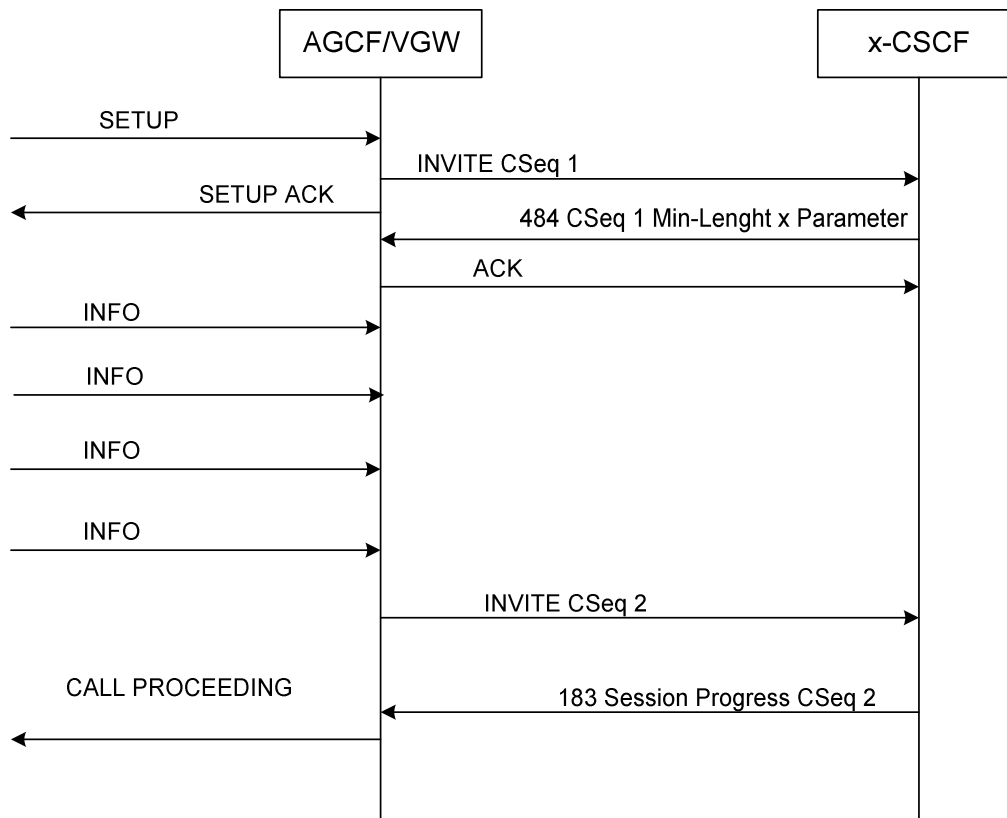 AGCF/VGW
x-CSCF
SETUP
INVITE CSeq 1
SETUP ACK
484 CSeq 1 Min-Lenght x Parameter
ACK
INFO
INFO
INFO
INFO
INVITE CSeq 2
CALL PROCEEDING
183 Session Progress CSeq 2